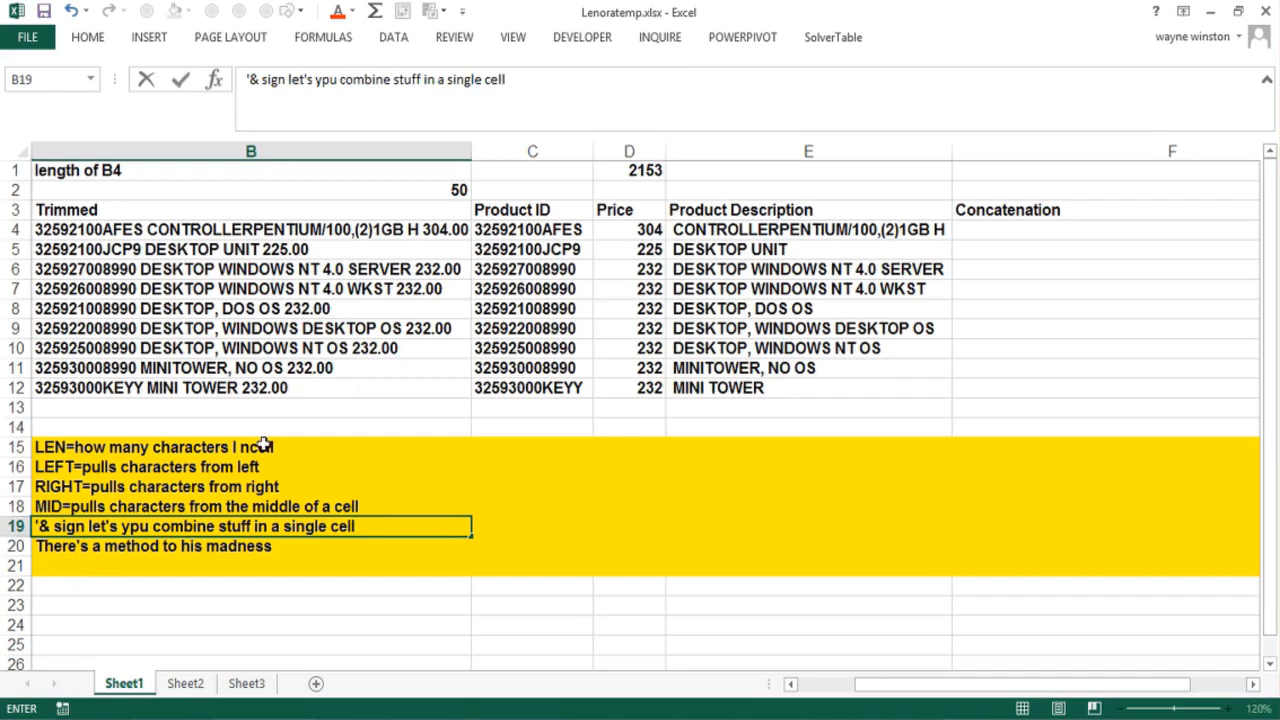 Lenoratemp.xlsx - Excel
FILE HOME INSERT PAGE LAYOUT FORMULAS DATA REVIEW VIEW DEVELOPER INQUIRE POWERPIVOT SolverTable wayne winston
B19 fx '& sign let's ypu combine stuff in a single cell
B C D E F
1 length of B4 2153
2 50
3 Trimmed Product ID Price Product Description Concatenation
4 32592100AFES CONTROLLERPENTIUM/100,(2)1GB H 304.00 32592100AFES 304 CONTROLLERPENTIUM/100,(2)1GB H
5 32592100JCP9 DESKTOP UNIT 225.00 32592100JCP9 225 DESKTOP UNIT
6 325927008990 DESKTOP WINDOWS NT 4.0 SERVER 232.00 325927008990 232 DESKTOP WINDOWS NT 4.0 SERVER
7 325926008990 DESKTOP WINDOWS NT 4.0 WKST 232.00 325926008990 232 DESKTOP WINDOWS NT 4.0 WKST
8 325921008990 DESKTOP, DOS OS 232.00 325921008990 232 DESKTOP, DOS OS
9 325922008990 DESKTOP, WINDOWS DESKTOP OS 232.00 325922008990 232 DESKTOP, WINDOWS DESKTOP OS
10 325925008990 DESKTOP, WINDOWS NT OS 232.00 325925008990 232 DESKTOP, WINDOWS NT OS
11 325930008990 MINITOWER, NO OS 232.00 325930008990 232 MINITOWER, NO OS
12 32593000KEYY MINI TOWER 232.00 32593000KEYY 232 MINI TOWER
13
14
15 LEN=how many characters I
16 LEFT=pulls characters from left
17 RIGHT=pulls characters from right
18 MID=pulls characters from the middle of a cell
19 '& sign let's ypu combine stuff in a single cell
20 There's a method to his madness
21
22
23
24
25
26
Sheet1 Sheet2 Sheet3
ENTER 120%